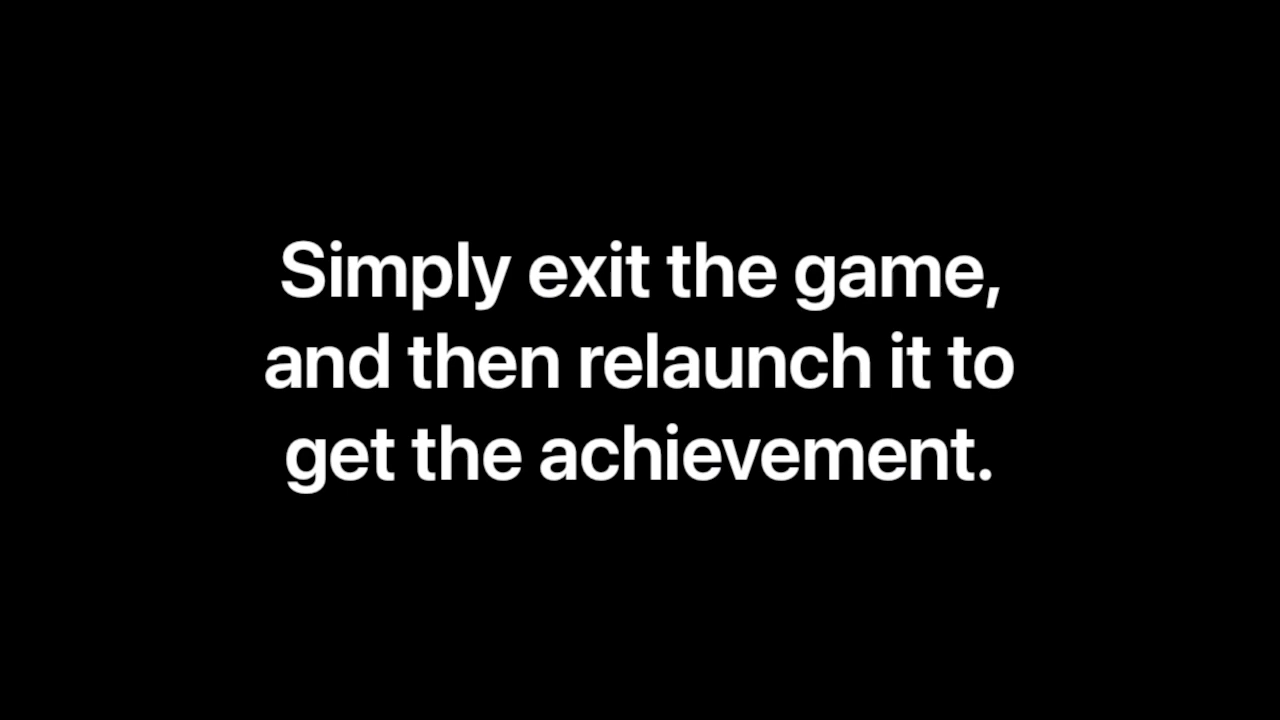 Simply exit the game,
and then relaunch it to
get the achievement.